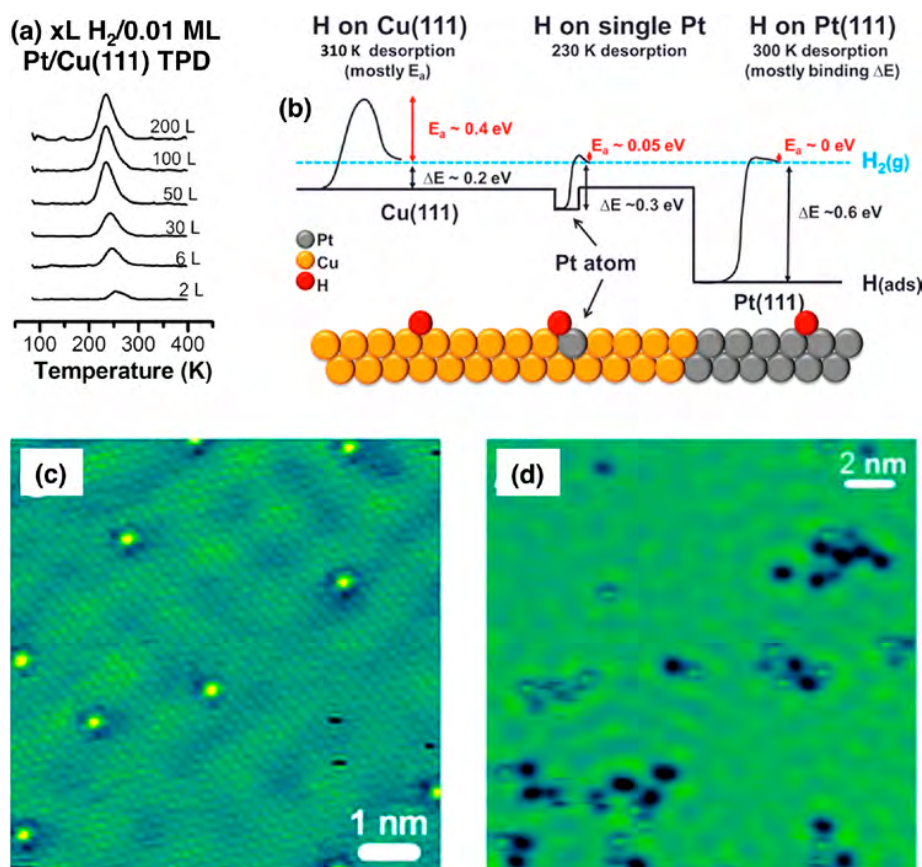 (a) xL H₂/0.01 ML
Pt/Cu(111) TPD
200 L
100 L
50 L
30 L
6 L
2 L
100 200 300 400
Temperature (K)
H on Cu(111)
310 K desorption
(mostly Eₐ)
H on single Pt
230 K desorption
H on Pt(111)
300 K desorption
(mostly binding ΔE)
(b)
Eₐ ~ 0.4 eV
Eₐ ~ 0.05 eV
Eₐ ~ 0 eV
H₂(g)
ΔE ~ 0.2 eV
ΔE ~0.3 eV
ΔE ~0.6 eV
Cu(111)
Pt atom
Pt(111)
H(ads)
Pt
Cu
H
(c)
1 nm
(d)
2 nm